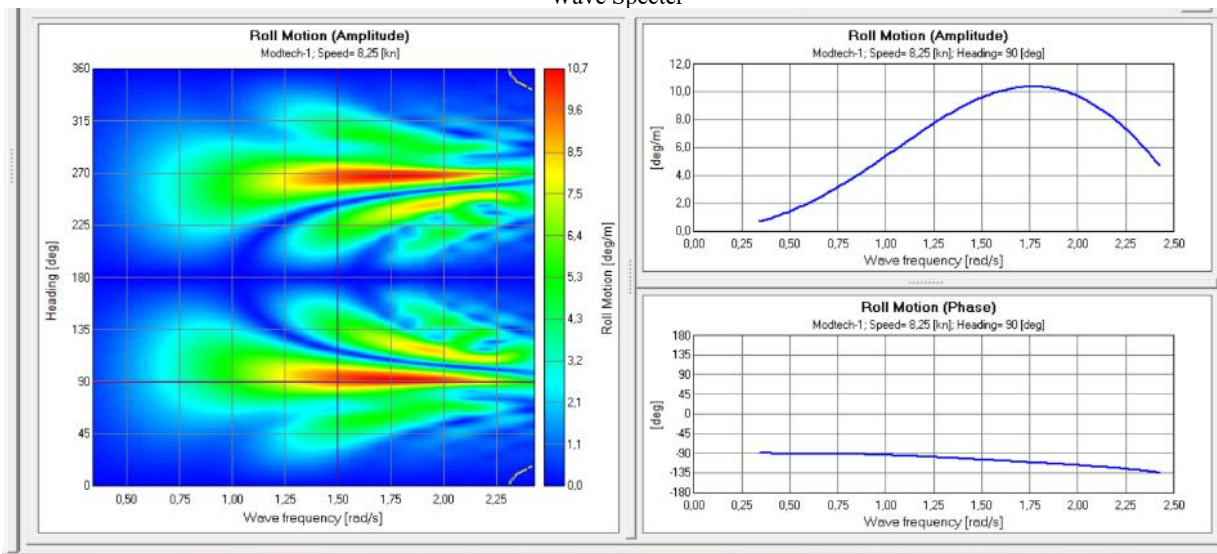 Wave Specter
Roll Motion (Amplitude)
Modtech-1; Speed= 8,25 [kn]
360
315
270
225
180
135
90
45
0
Heading [deg]
0,50 0,75 1,00 1,25 1,50 1,75 2,00 2,25
Wave frequency [rad/s]
10,7
9,6
8,5
7,5
6,4
5,3
4,3
3,2
2,1
1,1
0,0
Roll Motion [deg/m]
Roll Motion (Amplitude)
Modtech-1; Speed= 8,25 [kn]; Heading= 90 [deg]
12,0
10,0
8,0
6,0
4,0
2,0
0,0
[deg/m]
0,00 0,25 0,50 0,75 1,00 1,25 1,50 1,75 2,00 2,25 2,50
Wave frequency [rad/s]
Roll Motion (Phase)
Modtech-1; Speed= 8,25 [kn]; Heading= 90 [deg]
180
135
90
45
0
-45
-90
-135
-180
[deg]
0,00 0,25 0,50 0,75 1,00 1,25 1,50 1,75 2,00 2,25 2,50
Wave frequency [rad/s]